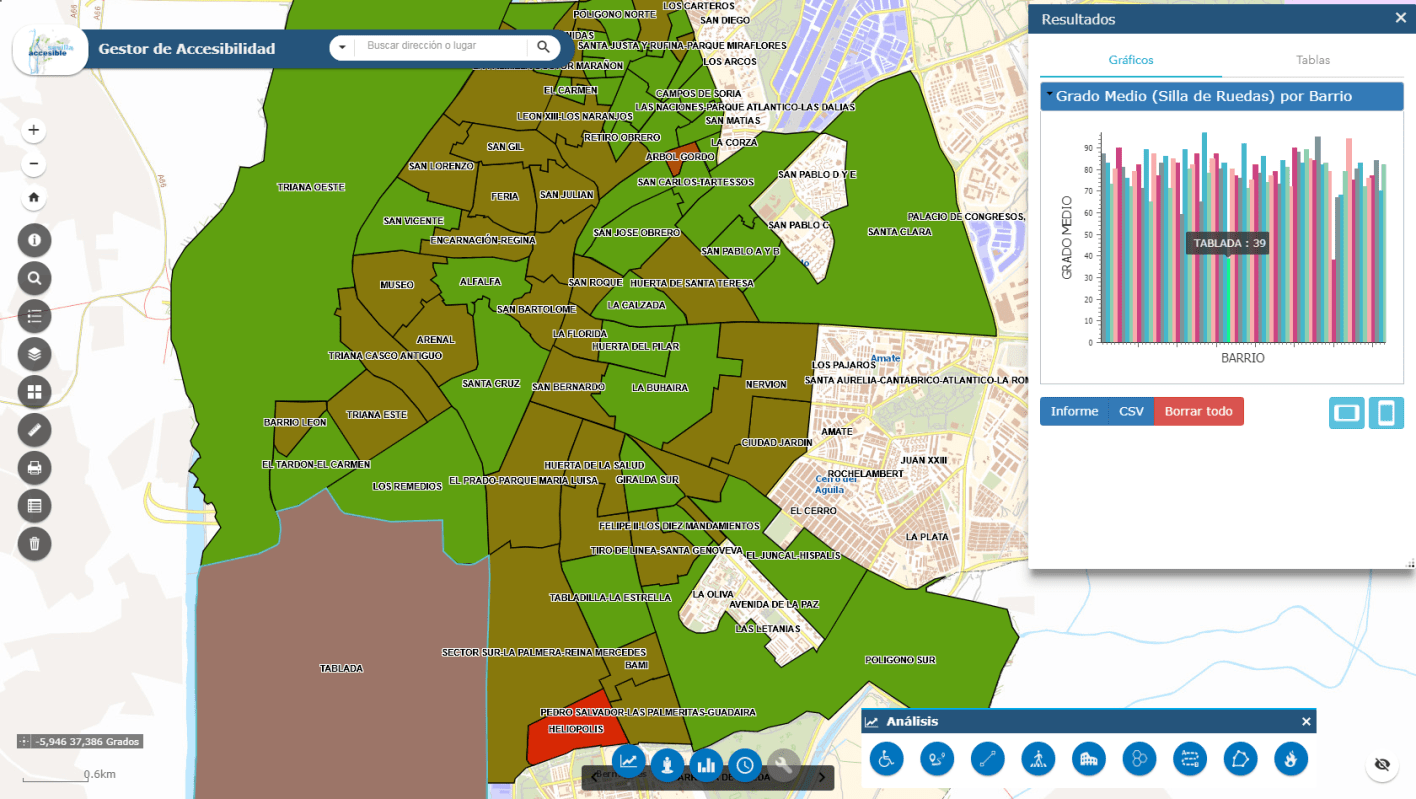 LOS CARTEROS
POLIGONO NORTE
SAN DIEGO
sevilla
accesible
Gestor de Accesibilidad
Buscar dirección o lugar
SANTA JUSTA Y RUFINA-PARQUE MIRAFLORES
MARAÑON
LOS ARCOS
EL CARMEN
CAMPOS DE SORIA
LAS NACIONES-PARQUE ATLANTICO-LAS DALIAS
LEON XIII-LOS NARANJOS
SAN MATIAS
RETIRO OBRERO
LA CORZA
SAN GIL
ARBOL GORDO
SAN LORENZO
SAN PABLO D Y E
TRIANA OESTE
SAN CARLOS-TARTESSOS
FERIA
SAN JULIAN
SAN VICENTE
PALACIO DE CONGRESOS,
SAN PABLO C
SAN JOSE OBRERO
SANTA CLARA
ENCARNACIÓN-REGINA
SAN PABLO A Y B
MUSEO
ALFALFA
SAN ROQUE
HUERTA DE SANTA TERESA
LA CALZADA
SAN BARTOLOME
LA FLORIDA
ARENAL
HUERTA DEL PILAR
TRIANA CASCO ANTIGUO
Amate
LOS PAJAROS
SANTA AURELIA-CANTABRICO-ATLANTICO-LA ROM
SANTA CRUZ
SAN BERNARDO
LA BUHAIRA
NERVION
TRIANA ESTE
BARRIO LEON
AMATE
CIUDAD JARDIN
EL TARDON-EL CARMEN
HUERTA DE LA SALUD
JUAN XXIII
ROCHELAMBERT
LOS REMEDIOS
EL PRADO-PARQUE MARIA LUISA
GIRALDA SUR
Cerro del
Aguila
EL CERRO
FELIPE II-LOS DIEZ MANDAMIENTOS
LA PLATA
TIRO DE LINEA-SANTA GENOVEVA
EL JUNCAL-HISPALIS
TABLADILLA-LA ESTRELLA
LA OLIVA
AVENIDA DE LA PAZ
LAS LETANIAS
SECTOR SUR-LA PALMERA-REINA MERCEDES
POLIGONO SUR
TABLADA
BAMI
PEDRO SALVADOR-LAS PALMERITAS-GUADAIRA
HELIOPOLIS
A66
A66
A66
-5,946 37,386 Grados
0.6km
Resultados
Gráficos
Tablas
Grado Medio (Silla de Ruedas) por Barrio
GRADO MEDIO
90
80
70
60
50
40
30
20
10
0
TABLADA : 39
BARRIO
Informe
CSV
Borrar todo
Análisis